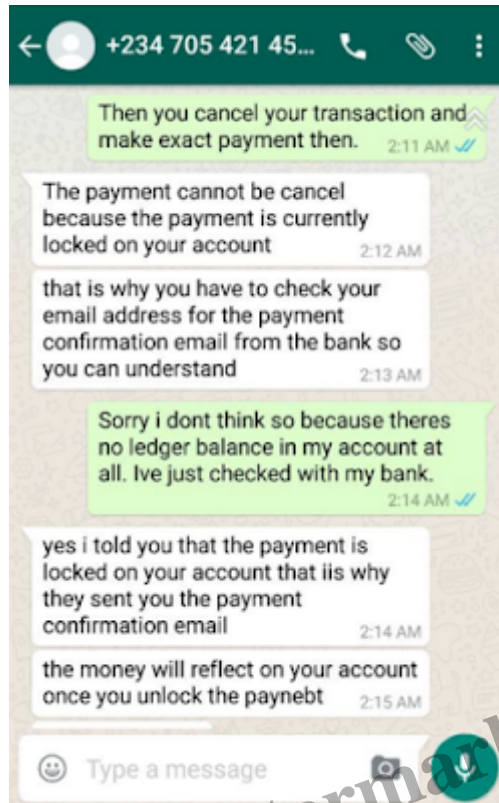 +234 705 421 45...
Then you cancel your transaction and
make exact payment then. 2:11 AM
The payment cannot be cancel
because the payment is currently
locked on your account 2:12 AM
that is why you have to check your
email address for the payment
confirmation email from the bank so
you can understand 2:13 AM
Sorry i dont think so because theres
no ledger balance in my account at
all. Ive just checked with my bank.
2:14 AM
yes i told you that the payment is
locked on your account that iis why
they sent you the payment
confirmation email 2:14 AM
the money will reflect on your account
once you unlock the paynebt 2:15 AM
Type a message